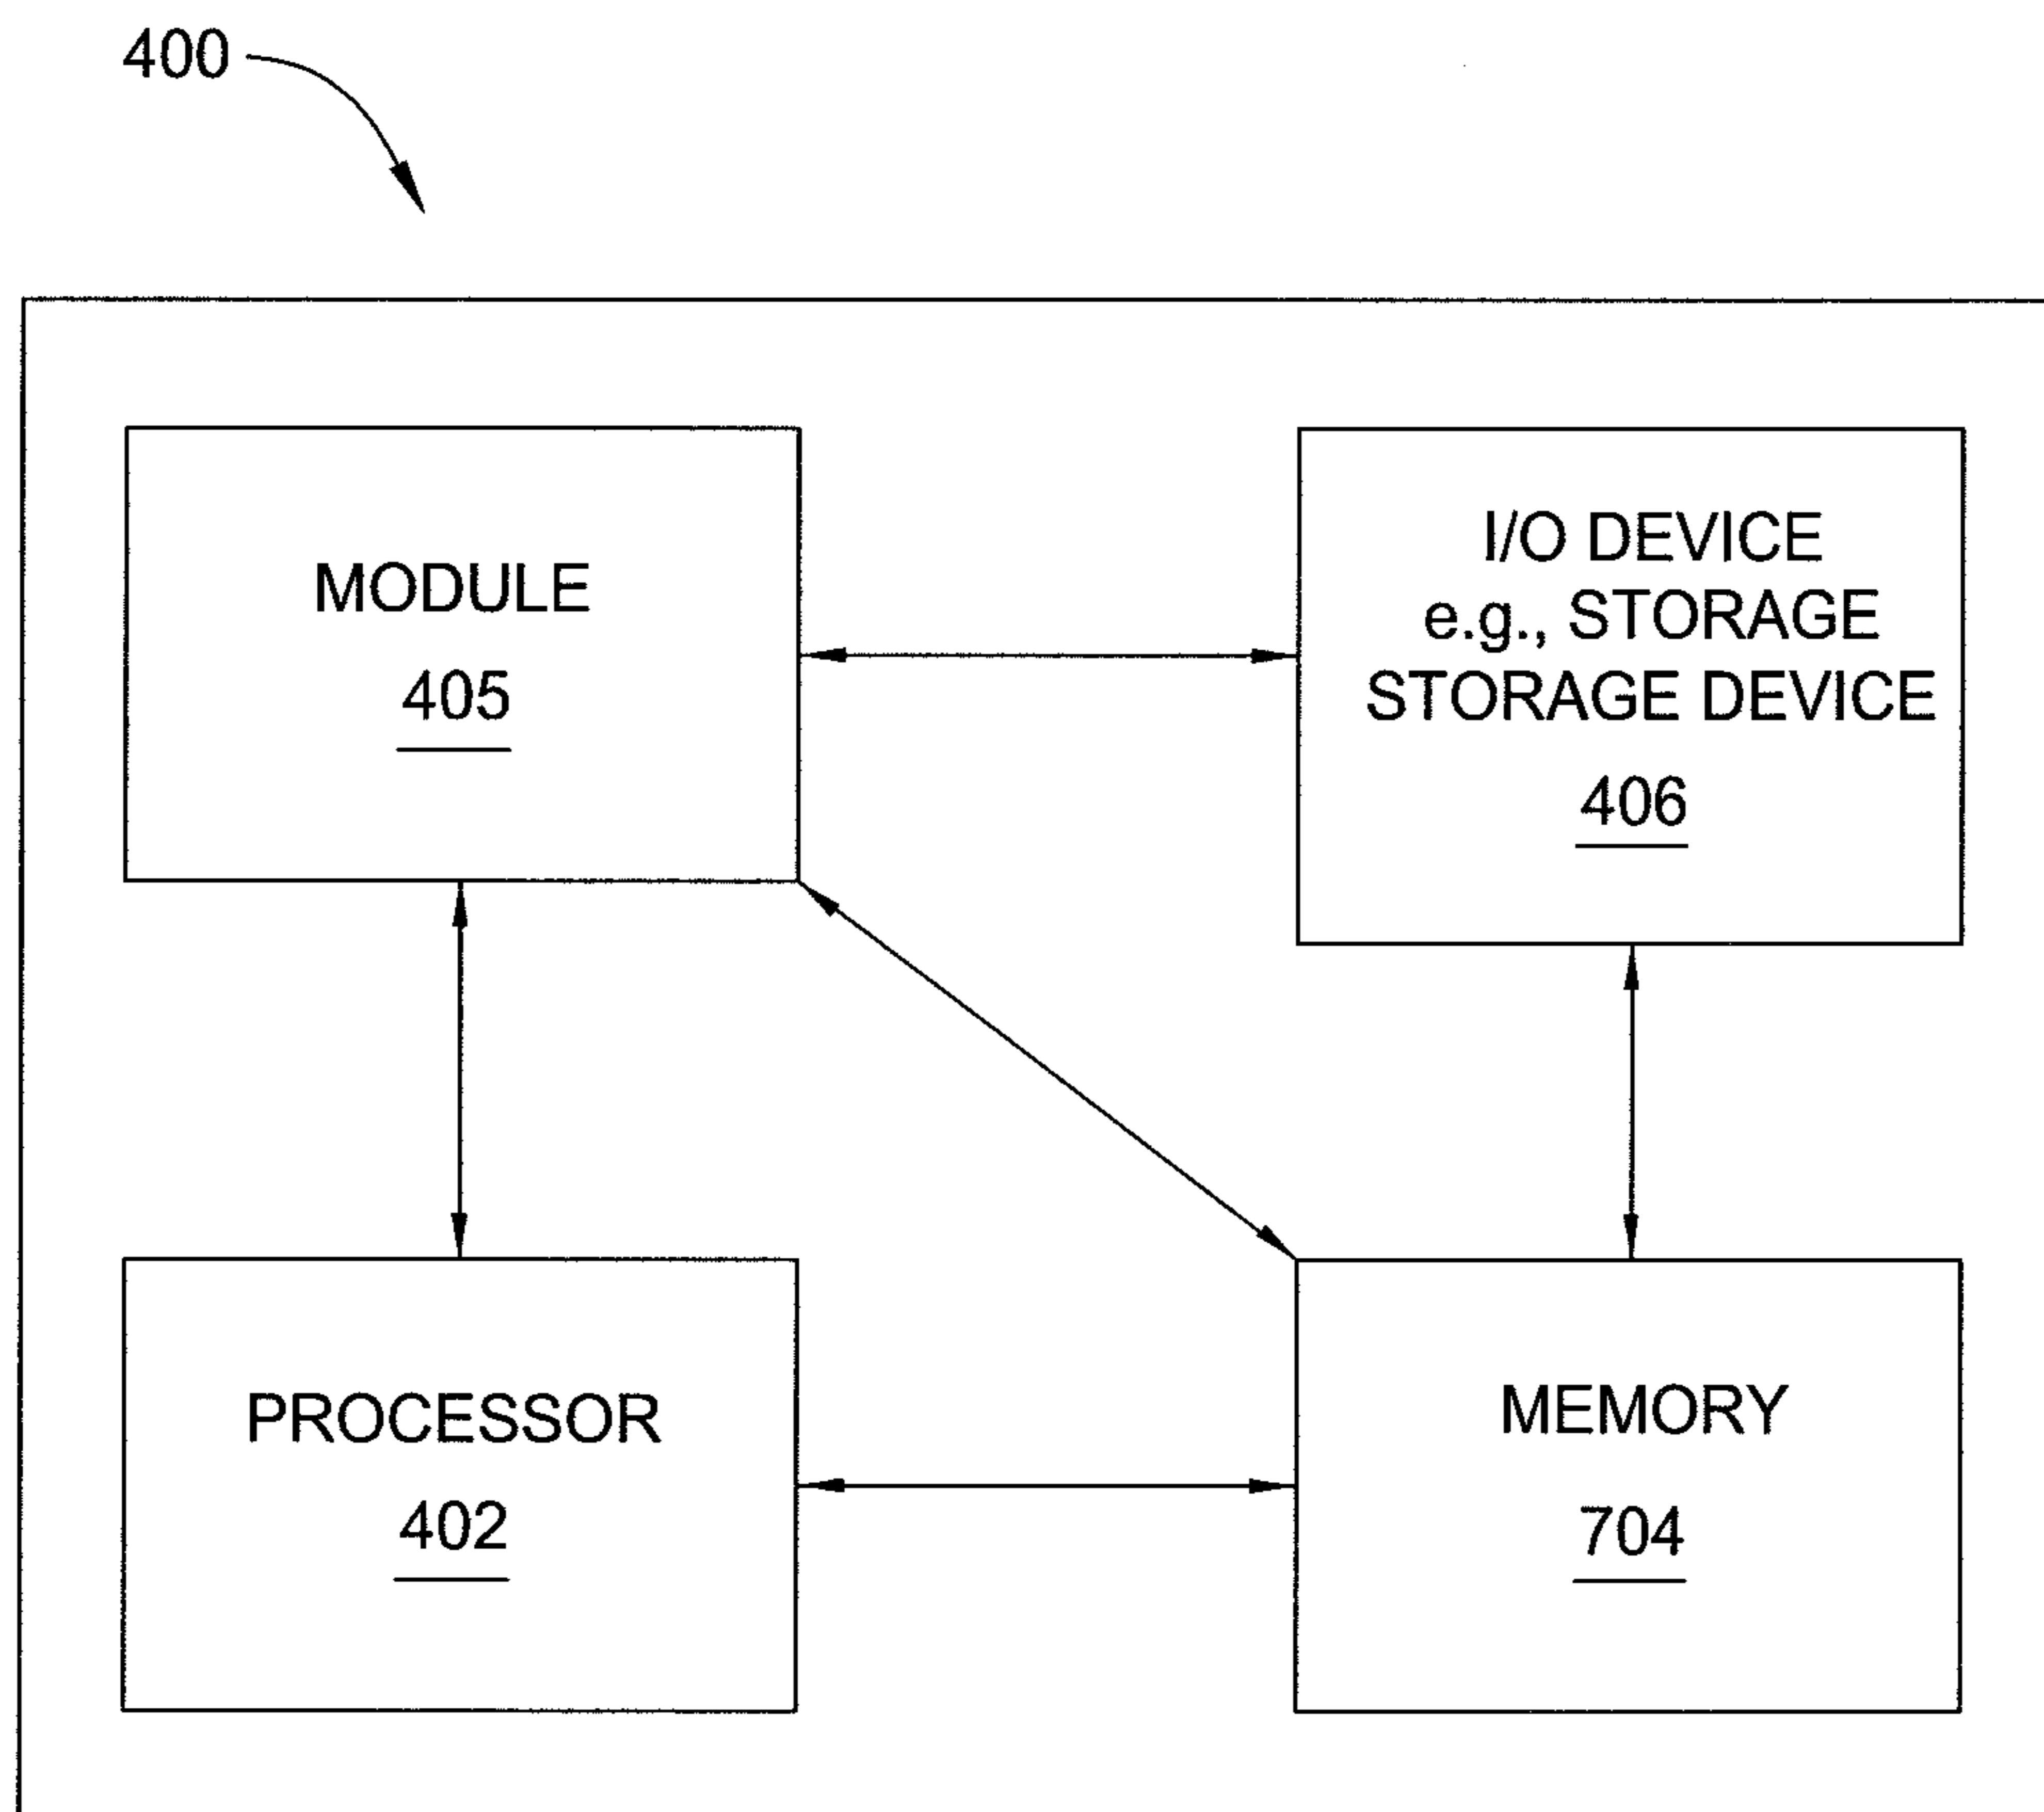 400
MODULE
405
I/O DEVICE
e.g., STORAGE
STORAGE DEVICE
406
PROCESSOR
402
MEMORY
704